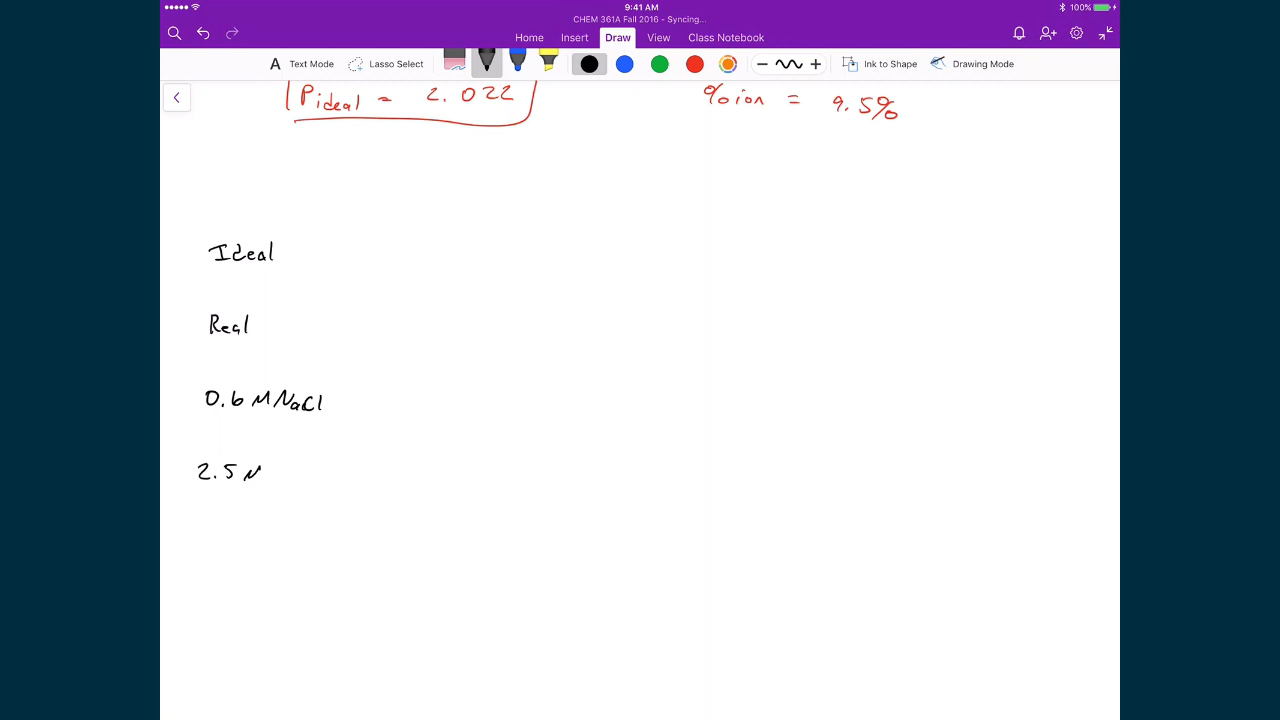 9:41 AM
100%
CHEM 361A Fall 2016 - Syncing...
Home Insert Draw View Class Notebook
A Text Mode Lasso Select Ink to Shape Drawing Mode
Pideal = 2.022
%ion = 9.5%
Ideal
Real
0.6 M NaCl
2.5 M